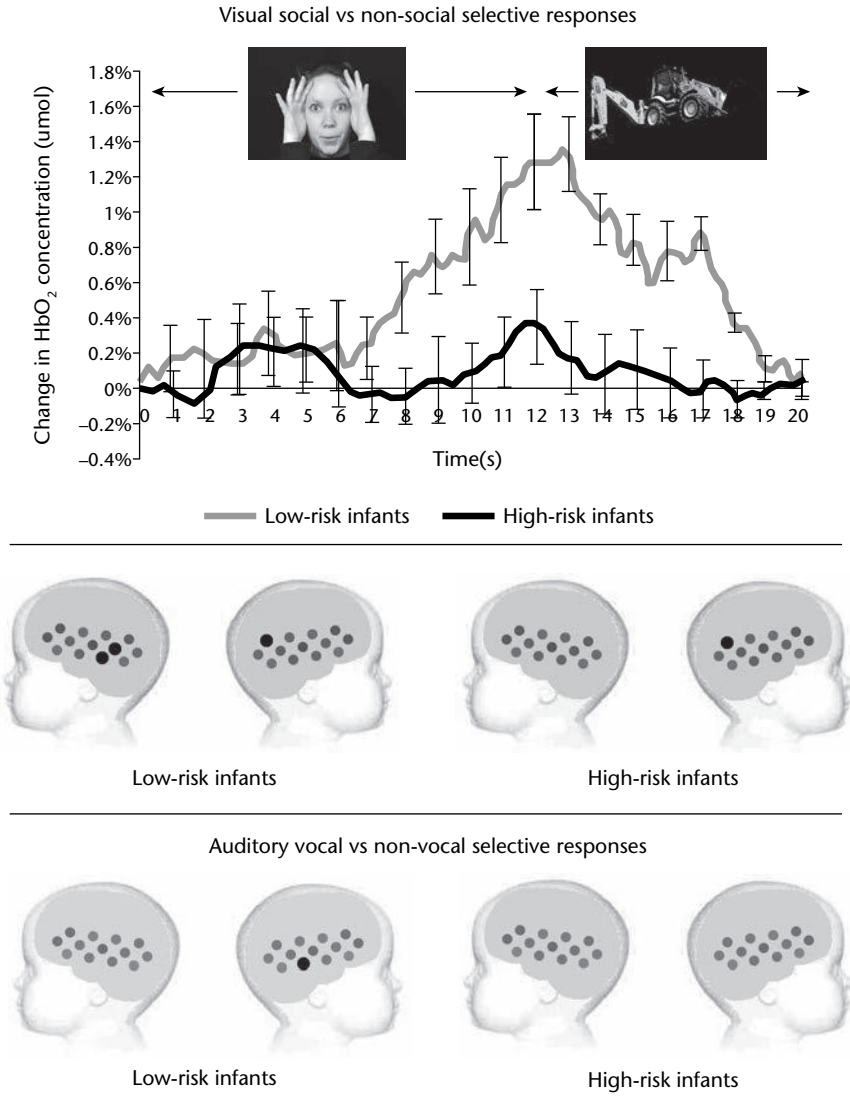 Visual social vs non-social selective responses
Change in HbO2 concentration (umol)
1.8%
1.6%
1.4%
1.2%
1%
0.8%
0.6%
0.4%
0.2%
0%
–0.2%
–0.4%
0 1 2 3 4 5 6 7 8 9 10 11 12 13 14 15 16 17 18 19 20
Time(s)
Low-risk infants High-risk infants
Low-risk infants High-risk infants
Auditory vocal vs non-vocal selective responses
Low-risk infants High-risk infants